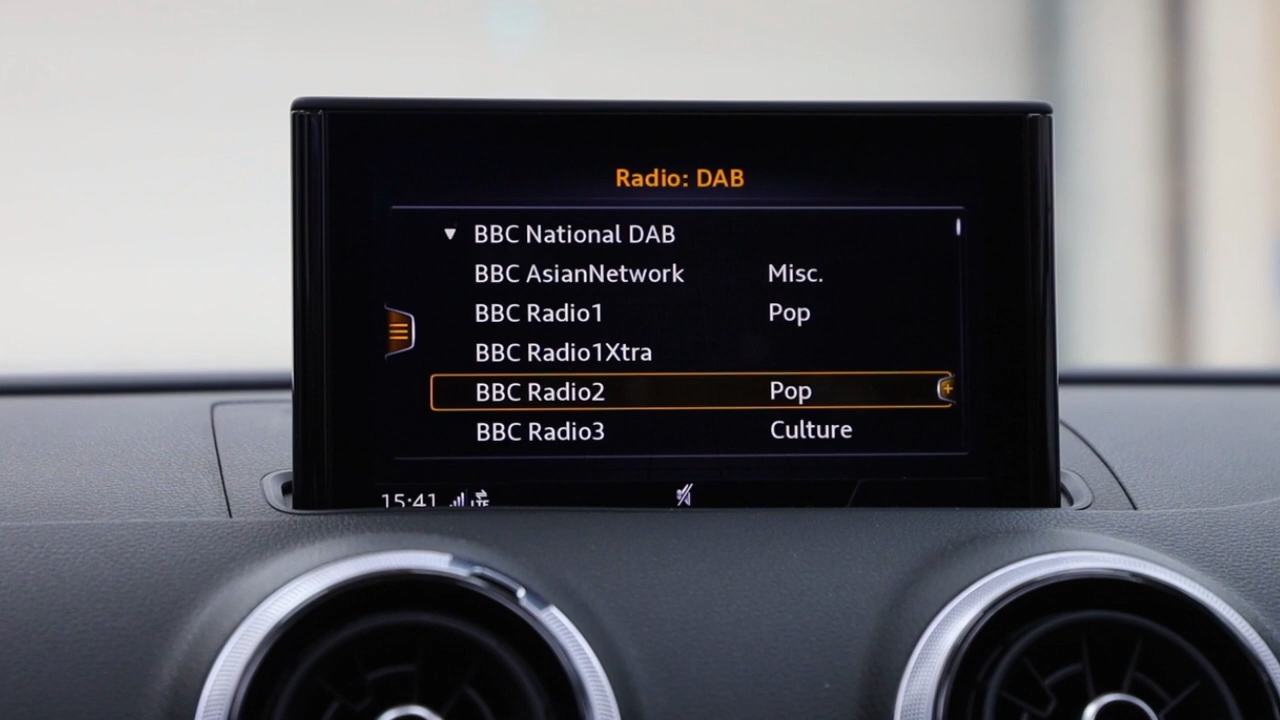 Radio: DAB
BBC National DAB
BBC AsianNetwork Misc.
BBC Radio1 Pop
BBC Radio1Xtra
BBC Radio2 Pop
BBC Radio3 Culture
15:41 LTE